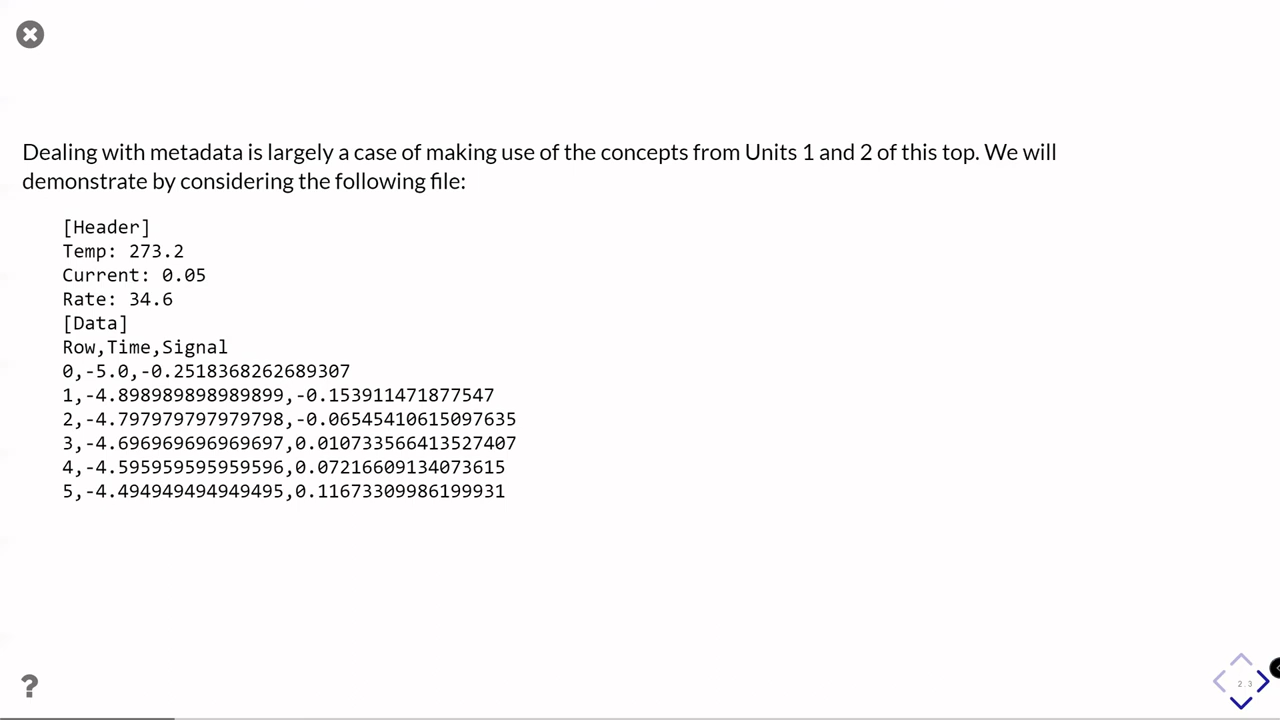 Dealing with metadata is largely a case of making use of the concepts from Units 1 and 2 of this top. We will
demonstrate by considering the following file:
[Header]
Temp: 273.2
Current: 0.05
Rate: 34.6
[Data]
Row,Time,Signal
0,-5.0,-0.2518368262689307
1,-4.898989898989899,-0.153911471877547
2,-4.797979797979798,-0.06545410615097635
3,-4.696969696969697,0.010733566413527407
4,-4.595959595959596,0.07216609134073615
5,-4.494949494949495,0.11673309986199931
?
2.3